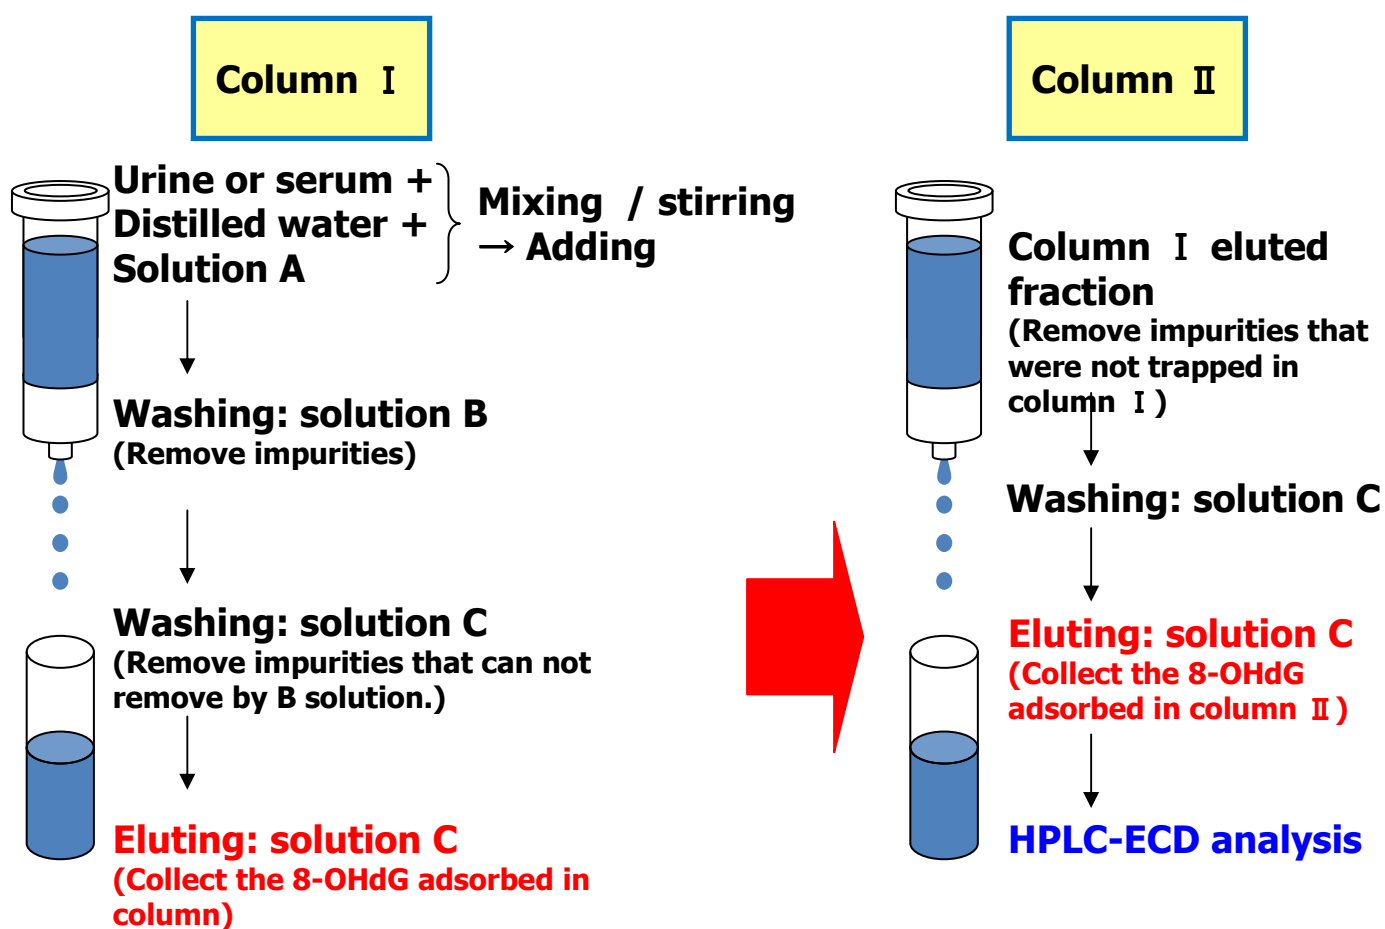 Column Ⅰ
Urine or serum +
Distilled water +
Solution A
Mixing / stirring
→ Adding
Washing: solution B
(Remove impurities)
Washing: solution C
(Remove impurities that can not
remove by B solution.)
Eluting: solution C
(Collect the 8-OHdG adsorbed in
column)
Column Ⅱ
Column Ⅰ eluted
fraction
(Remove impurities that
were not trapped in
column Ⅰ)
Washing: solution C
Eluting: solution C
(Collect the 8-OHdG
adsorbed in column Ⅱ)
HPLC-ECD analysis